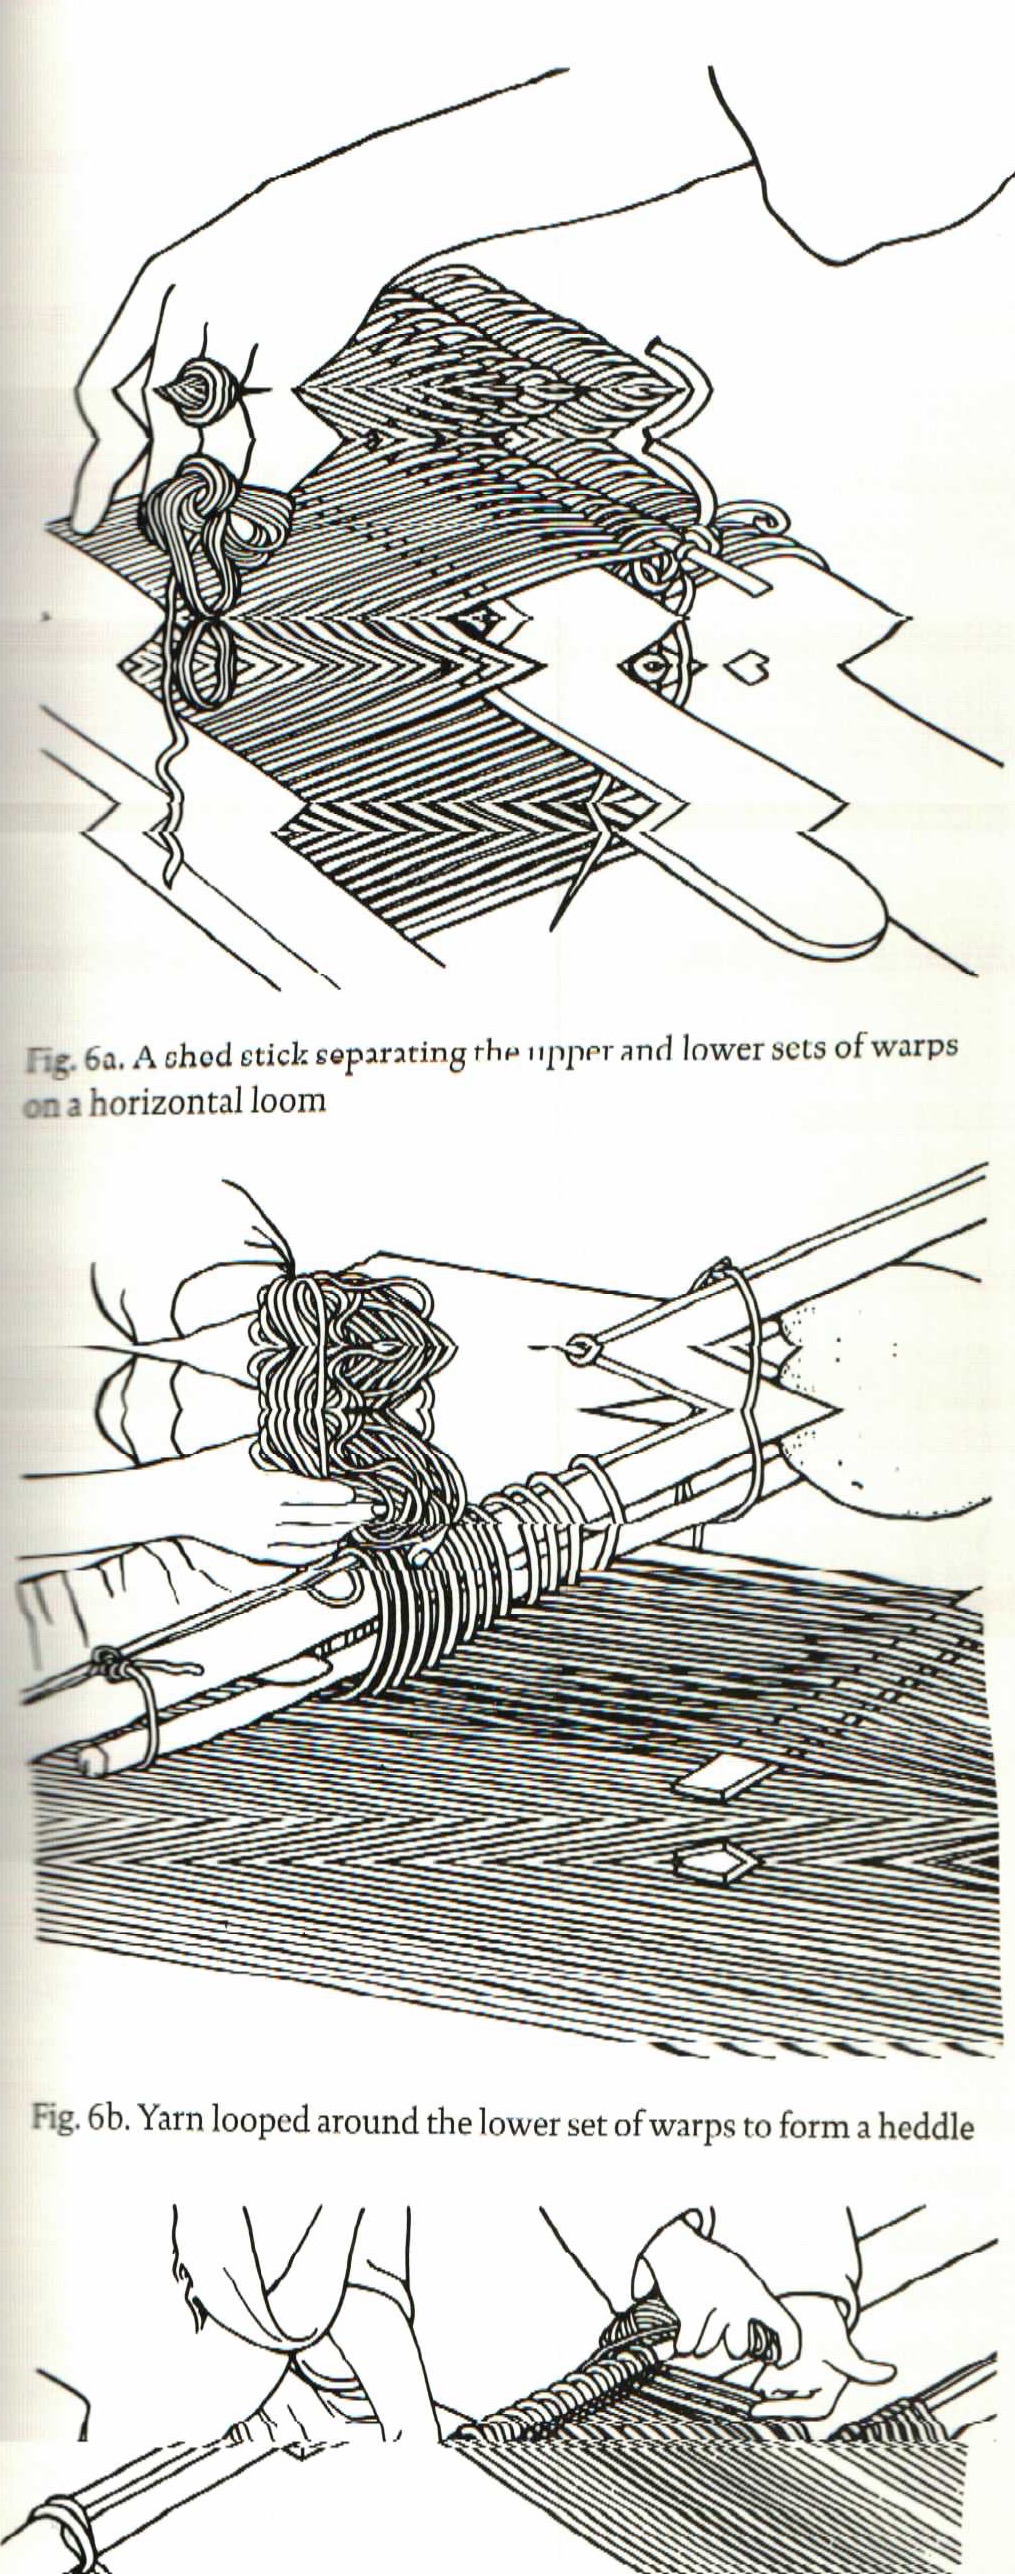 Fig. 6a. A shed stick separating the upper and lower sets of warps
on a horizontal loom
Fig. 6b. Yarn looped around the lower set of warps to form a heddle